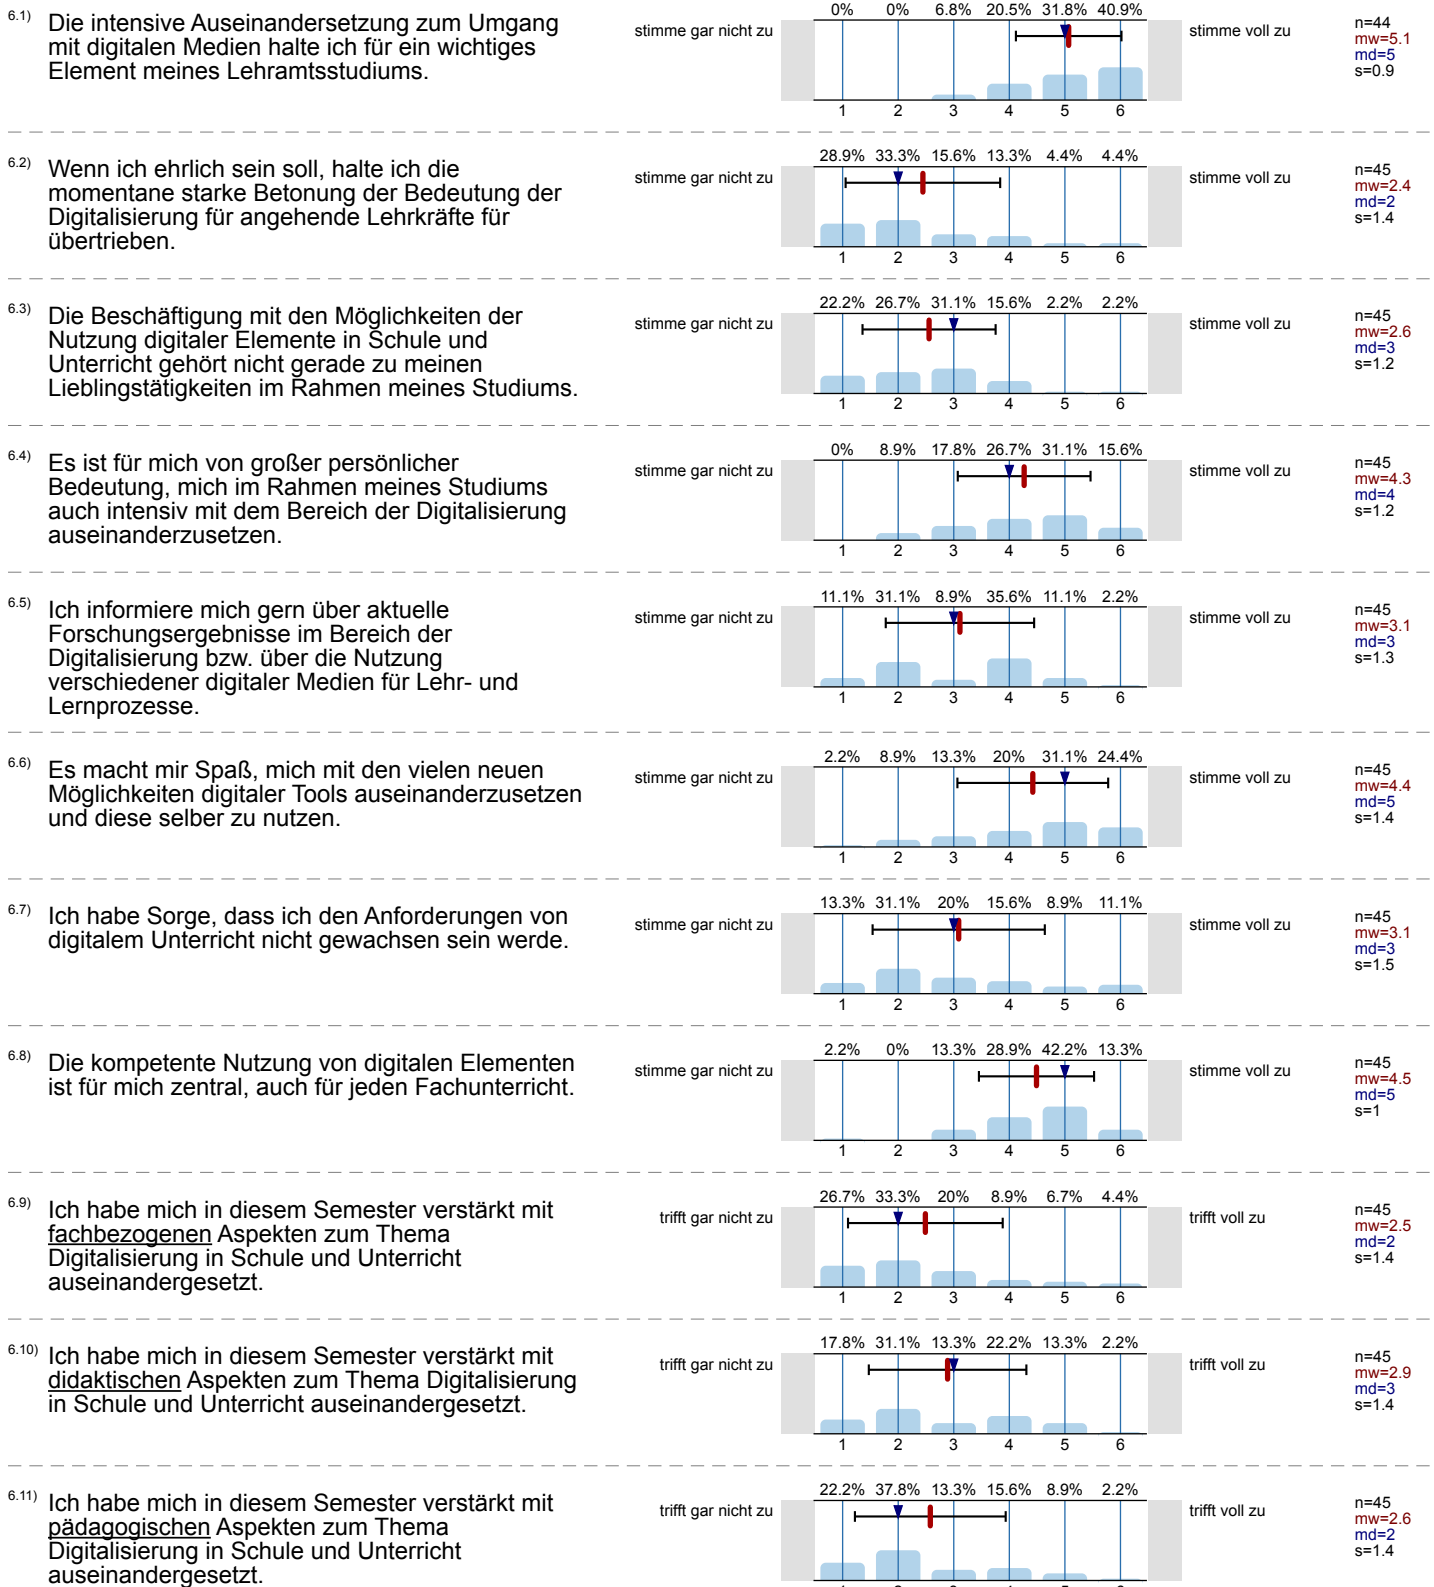 6.1) Die intensive Auseinandersetzung zum Umgang
mit digitalen Medien halte ich für ein wichtiges
Element meines Lehramtsstudiums.
stimme gar nicht zu
0% 0% 6.8% 20.5% 31.8% 40.9%
1 2 3 4 5 6
stimme voll zu
n=44
mw=5.1
md=5
s=0.9
6.2) Wenn ich ehrlich sein soll, halte ich die
momentane starke Betonung der Bedeutung der
Digitalisierung für angehende Lehrkräfte für
übertrieben.
stimme gar nicht zu
28.9% 33.3% 15.6% 13.3% 4.4% 4.4%
1 2 3 4 5 6
stimme voll zu
n=45
mw=2.4
md=2
s=1.4
6.3) Die Beschäftigung mit den Möglichkeiten der
Nutzung digitaler Elemente in Schule und
Unterricht gehört nicht gerade zu meinen
Lieblingstätigkeiten im Rahmen meines Studiums.
stimme gar nicht zu
22.2% 26.7% 31.1% 15.6% 2.2% 2.2%
1 2 3 4 5 6
stimme voll zu
n=45
mw=2.6
md=3
s=1.2
6.4) Es ist für mich von großer persönlicher
Bedeutung, mich im Rahmen meines Studiums
auch intensiv mit dem Bereich der Digitalisierung
auseinanderzusetzen.
stimme gar nicht zu
0% 8.9% 17.8% 26.7% 31.1% 15.6%
1 2 3 4 5 6
stimme voll zu
n=45
mw=4.3
md=4
s=1.2
6.5) Ich informiere mich gern über aktuelle
Forschungsergebnisse im Bereich der
Digitalisierung bzw. über die Nutzung
verschiedener digitaler Medien für Lehr- und
Lernprozesse.
stimme gar nicht zu
11.1% 31.1% 8.9% 35.6% 11.1% 2.2%
1 2 3 4 5 6
stimme voll zu
n=45
mw=3.1
md=3
s=1.3
6.6) Es macht mir Spaß, mich mit den vielen neuen
Möglichkeiten digitaler Tools auseinanderzusetzen
und diese selber zu nutzen.
stimme gar nicht zu
2.2% 8.9% 13.3% 20% 31.1% 24.4%
1 2 3 4 5 6
stimme voll zu
n=45
mw=4.4
md=5
s=1.4
6.7) Ich habe Sorge, dass ich den Anforderungen von
digitalem Unterricht nicht gewachsen sein werde.
stimme gar nicht zu
13.3% 31.1% 20% 15.6% 8.9% 11.1%
1 2 3 4 5 6
stimme voll zu
n=45
mw=3.1
md=3
s=1.5
6.8) Die kompetente Nutzung von digitalen Elementen
ist für mich zentral, auch für jeden Fachunterricht.
stimme gar nicht zu
2.2% 0% 13.3% 28.9% 42.2% 13.3%
1 2 3 4 5 6
stimme voll zu
n=45
mw=4.5
md=5
s=1
6.9) Ich habe mich in diesem Semester verstärkt mit
fachbezogenen Aspekten zum Thema
Digitalisierung in Schule und Unterricht
auseinandergesetzt.
trifft gar nicht zu
26.7% 33.3% 20% 8.9% 6.7% 4.4%
1 2 3 4 5 6
trifft voll zu
n=45
mw=2.5
md=2
s=1.4
6.10) Ich habe mich in diesem Semester verstärkt mit
didaktischen Aspekten zum Thema Digitalisierung
in Schule und Unterricht auseinandergesetzt.
trifft gar nicht zu
17.8% 31.1% 13.3% 22.2% 13.3% 2.2%
1 2 3 4 5 6
trifft voll zu
n=45
mw=2.9
md=3
s=1.4
6.11) Ich habe mich in diesem Semester verstärkt mit
pädagogischen Aspekten zum Thema
Digitalisierung in Schule und Unterricht
auseinandergesetzt.
trifft gar nicht zu
22.2% 37.8% 13.3% 15.6% 8.9% 2.2%
trifft voll zu
n=45
mw=2.6
md=2
s=1.4